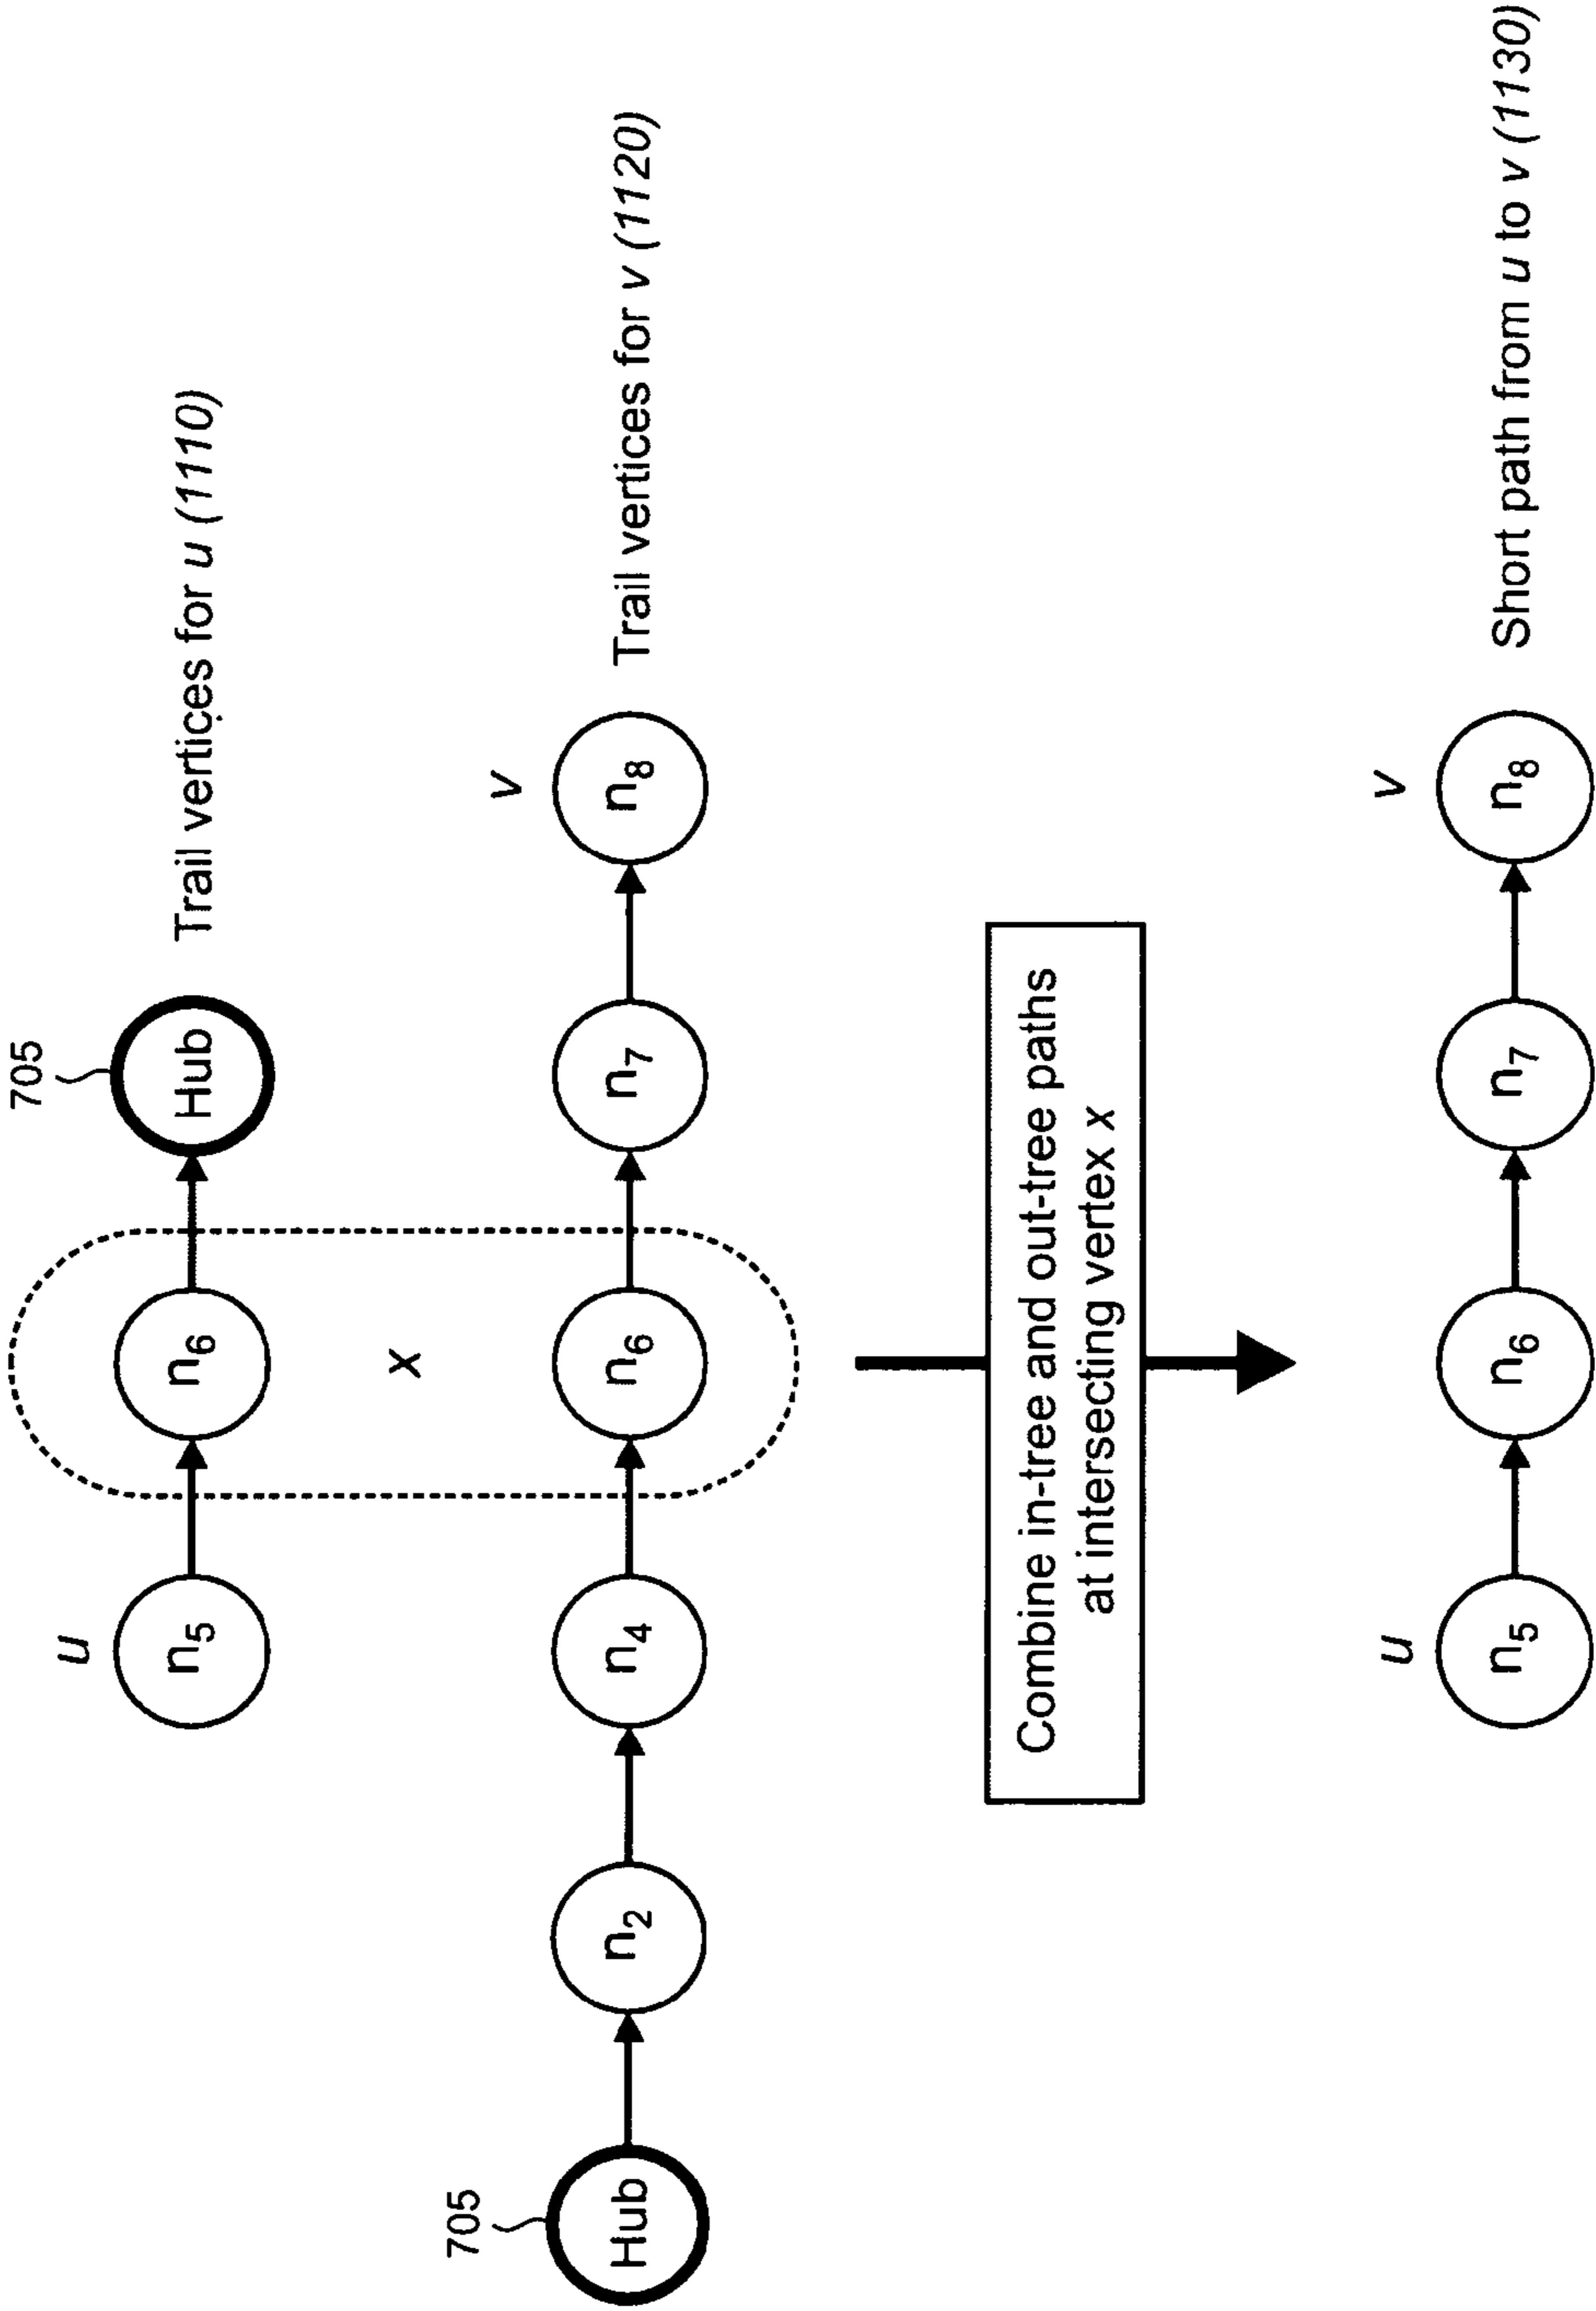 705
u
n5
n6
Hub
Trail vertices for u (1110)
x
705
v
Hub
n2
n4
n6
n7
n8
Trail vertices for v (1120)
Combine in-tree and out-tree paths
at intersecting vertex x
u
v
n5
n6
n7
n8
Short path from u to v (1130)